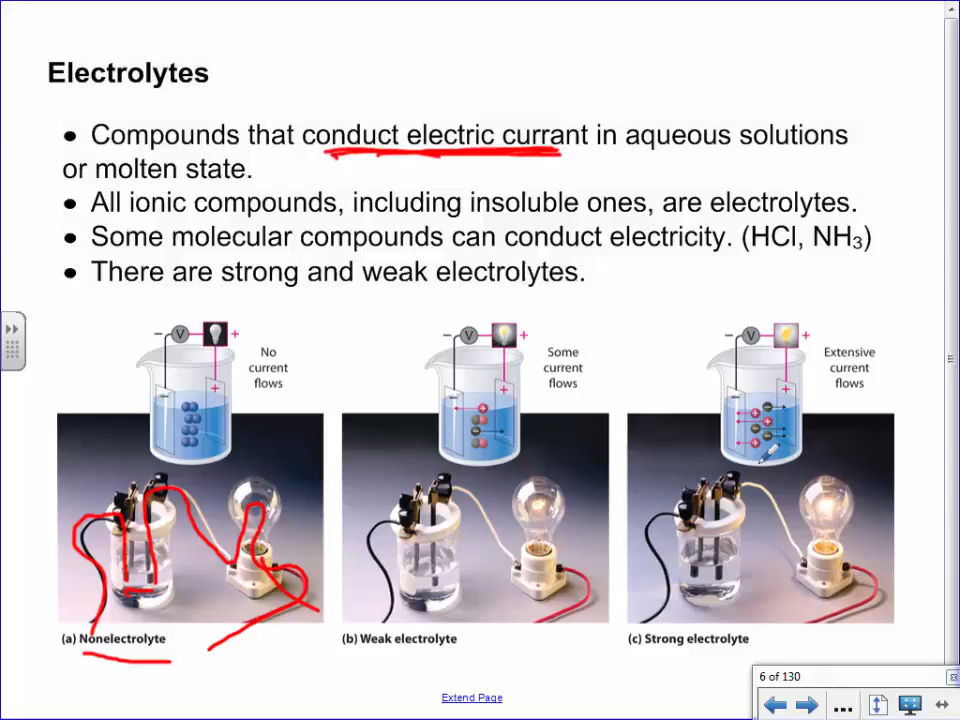 Electrolytes
• Compounds that conduct electric currant in aqueous solutions
or molten state.
• All ionic compounds, including insoluble ones, are electrolytes.
• Some molecular compounds can conduct electricity. (HCl, NH₃)
• There are strong and weak electrolytes.
− V +
No
current
flows
− +
− V +
Some
current
flows
+
+
−
− V +
Extensive
current
flows
+
−
+
+
−
−
+
(a) Nonelectrolyte
(b) Weak electrolyte
(c) Strong electrolyte
6 of 130
Extend Page